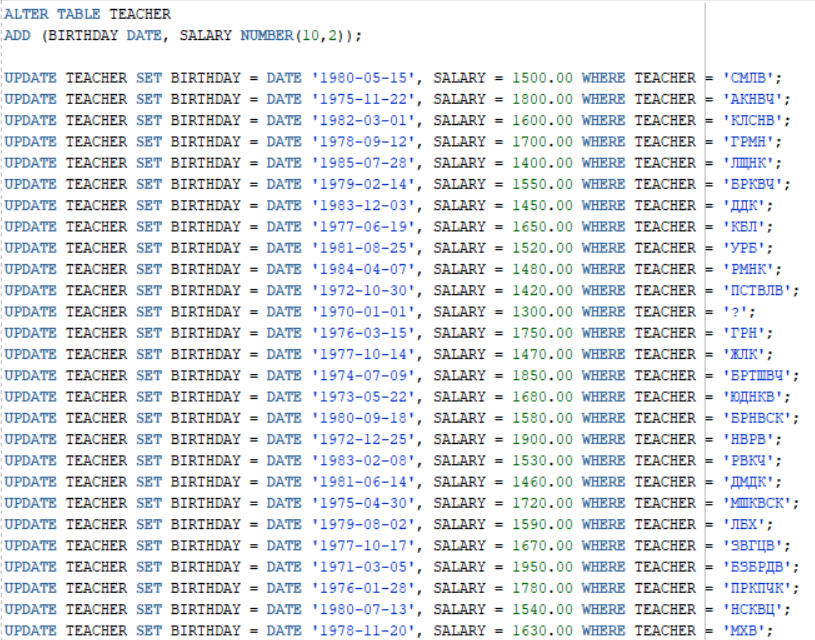 ALTER TABLE TEACHER
ADD (BIRTHDAY DATE, SALARY NUMBER(10,2));
UPDATE TEACHER SET BIRTHDAY = DATE '1980-05-15', SALARY = 1500.00 WHERE TEACHER = 'СМЛВ';
UPDATE TEACHER SET BIRTHDAY = DATE '1975-11-22', SALARY = 1800.00 WHERE TEACHER = 'АКНВЧ';
UPDATE TEACHER SET BIRTHDAY = DATE '1982-03-01', SALARY = 1600.00 WHERE TEACHER = 'КЛСНВ';
UPDATE TEACHER SET BIRTHDAY = DATE '1978-09-12', SALARY = 1700.00 WHERE TEACHER = 'ГРМН';
UPDATE TEACHER SET BIRTHDAY = DATE '1985-07-28', SALARY = 1400.00 WHERE TEACHER = 'ЛЩНК';
UPDATE TEACHER SET BIRTHDAY = DATE '1979-02-14', SALARY = 1550.00 WHERE TEACHER = 'БРКВЧ';
UPDATE TEACHER SET BIRTHDAY = DATE '1983-12-03', SALARY = 1450.00 WHERE TEACHER = 'ДДК';
UPDATE TEACHER SET BIRTHDAY = DATE '1977-06-19', SALARY = 1650.00 WHERE TEACHER = 'КБЛ';
UPDATE TEACHER SET BIRTHDAY = DATE '1981-08-25', SALARY = 1520.00 WHERE TEACHER = 'УРБ';
UPDATE TEACHER SET BIRTHDAY = DATE '1984-04-07', SALARY = 1480.00 WHERE TEACHER = 'РМНК';
UPDATE TEACHER SET BIRTHDAY = DATE '1972-10-30', SALARY = 1420.00 WHERE TEACHER = 'ПСТВЛВ';
UPDATE TEACHER SET BIRTHDAY = DATE '1970-01-01', SALARY = 1300.00 WHERE TEACHER = '?';
UPDATE TEACHER SET BIRTHDAY = DATE '1976-03-15', SALARY = 1750.00 WHERE TEACHER = 'ГРН';
UPDATE TEACHER SET BIRTHDAY = DATE '1977-10-14', SALARY = 1470.00 WHERE TEACHER = 'ЖЛК';
UPDATE TEACHER SET BIRTHDAY = DATE '1974-07-09', SALARY = 1850.00 WHERE TEACHER = 'БРТШВЧ';
UPDATE TEACHER SET BIRTHDAY = DATE '1973-05-22', SALARY = 1680.00 WHERE TEACHER = 'ЮДНКВ';
UPDATE TEACHER SET BIRTHDAY = DATE '1980-09-18', SALARY = 1580.00 WHERE TEACHER = 'БРНВСК';
UPDATE TEACHER SET BIRTHDAY = DATE '1972-12-25', SALARY = 1900.00 WHERE TEACHER = 'НВРВ';
UPDATE TEACHER SET BIRTHDAY = DATE '1983-02-08', SALARY = 1530.00 WHERE TEACHER = 'РВКЧ';
UPDATE TEACHER SET BIRTHDAY = DATE '1981-06-14', SALARY = 1460.00 WHERE TEACHER = 'ДМДК';
UPDATE TEACHER SET BIRTHDAY = DATE '1975-04-30', SALARY = 1720.00 WHERE TEACHER = 'МШКВСК';
UPDATE TEACHER SET BIRTHDAY = DATE '1979-08-02', SALARY = 1590.00 WHERE TEACHER = 'ЛБХ';
UPDATE TEACHER SET BIRTHDAY = DATE '1977-10-17', SALARY = 1670.00 WHERE TEACHER = 'ЗВГЦВ';
UPDATE TEACHER SET BIRTHDAY = DATE '1971-03-05', SALARY = 1950.00 WHERE TEACHER = 'БЗБРДВ';
UPDATE TEACHER SET BIRTHDAY = DATE '1976-01-28', SALARY = 1780.00 WHERE TEACHER = 'ПРКПЧК';
UPDATE TEACHER SET BIRTHDAY = DATE '1980-07-13', SALARY = 1540.00 WHERE TEACHER = 'НСКВЦ';
UPDATE TEACHER SET BIRTHDAY = DATE '1978-11-20', SALARY = 1630.00 WHERE TEACHER = 'МХВ';